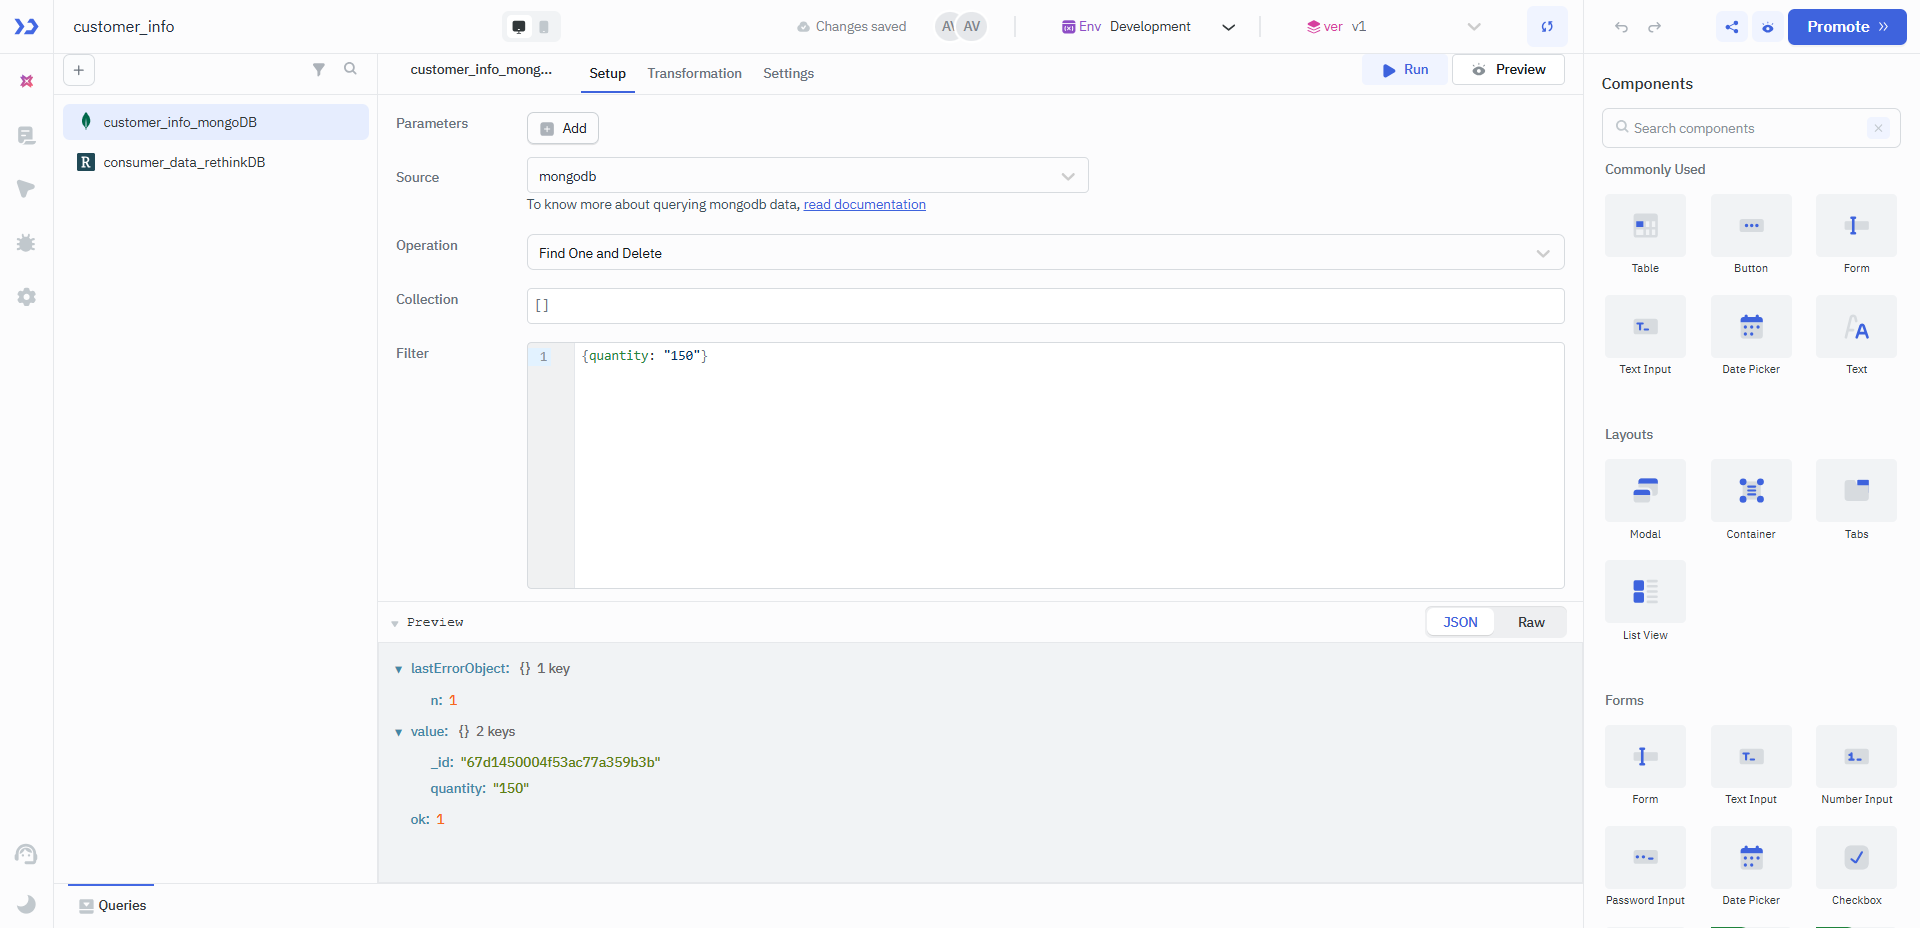 customer_info
Changes saved
AV
AV
Env
Development
ver
v1
Promote
customer_info_mongoDB
consumer_data_rethinkDB
customer_info_mong...
Setup
Transformation
Settings
Run
Preview
Parameters
Add
Source
mongodb
To know more about querying mongodb data, read documentation
Operation
Find One and Delete
Collection
[]
Filter
1
{quantity: "150"}
Preview
JSON
Raw
lastErrorObject: {} 1 key
n: 1
value: {} 2 keys
_id: "67d1450004f53ac77a359b3b"
quantity: "150"
ok: 1
Queries
Components
Search components
Commonly Used
Table
Button
Form
Text Input
Date Picker
Text
Layouts
Modal
Container
Tabs
List View
Forms
Form
Text Input
Number Input
Password Input
Date Picker
Checkbox